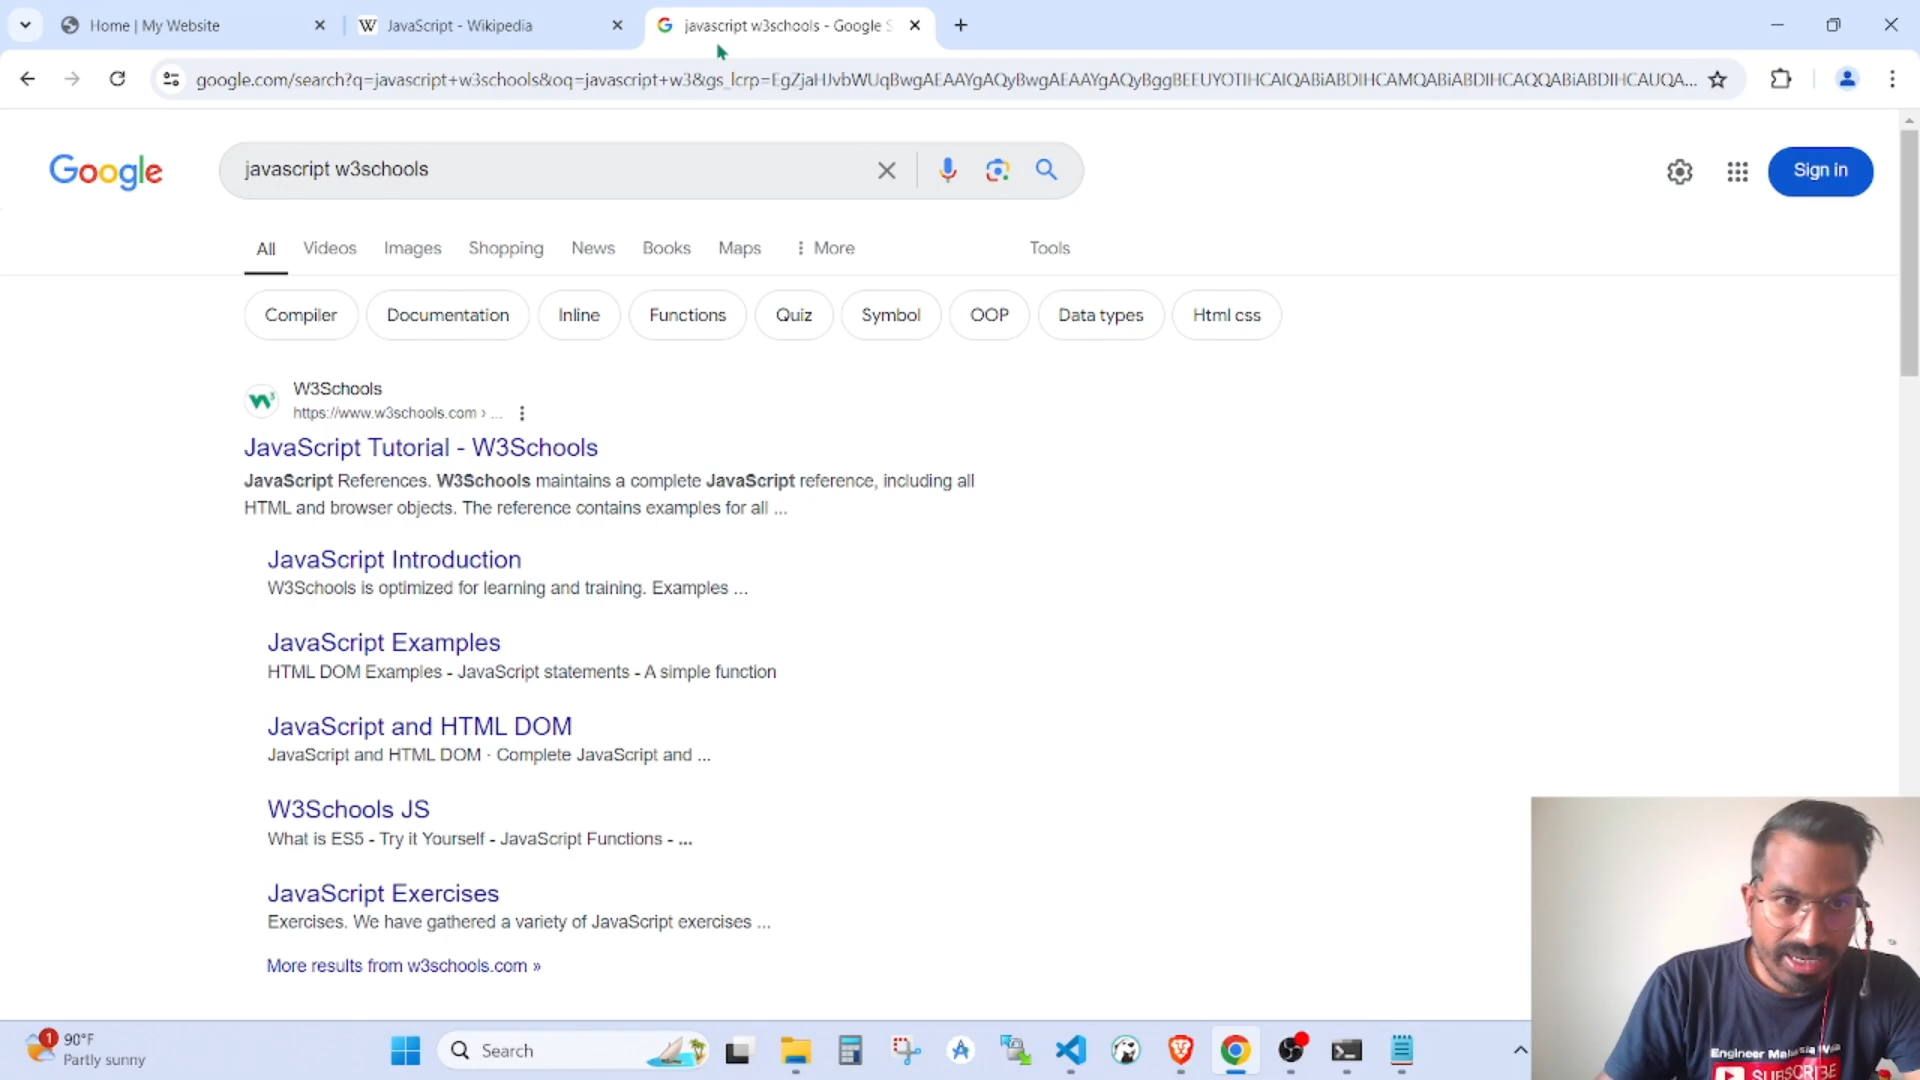 Home | My Website
JavaScript - Wikipedia
javascript w3schools - Google S
google.com/search?q=javascript+w3schools&oq=javascript+w3&gs_lcrp=EgZjaHJvbWUqBwgAEAAYgAQyBwgAEAAYgAQyBggBEEUYOTIHCAIQABiABDIHCAMQABiABDIHCAQQABiABDIHCAUQA...
Google
javascript w3schools
Sign in
All Videos Images Shopping News Books Maps More Tools
Compiler Documentation Inline Functions Quiz Symbol OOP Data types Html css
W3Schools
https://www.w3schools.com › ...
JavaScript Tutorial - W3Schools
JavaScript References. W3Schools maintains a complete JavaScript reference, including all
HTML and browser objects. The reference contains examples for all ...
JavaScript Introduction
W3Schools is optimized for learning and training. Examples ...
JavaScript Examples
HTML DOM Examples - JavaScript statements - A simple function
JavaScript and HTML DOM
JavaScript and HTML DOM · Complete JavaScript and ...
W3Schools JS
What is ES5 - Try it Yourself - JavaScript Functions - ...
JavaScript Exercises
Exercises. We have gathered a variety of JavaScript exercises ...
More results from w3schools.com »
Engineer
SUBSCRIBE
1
90°F
Partly sunny
Search